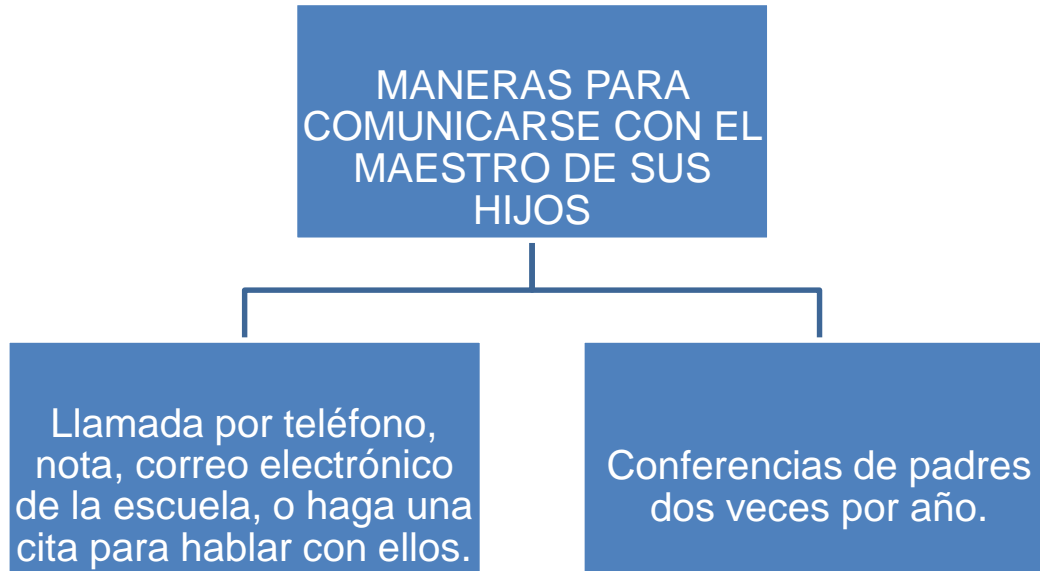 MANERAS PARA
COMUNICARSE CON EL
MAESTRO DE SUS
HIJOS
Llamada por teléfono,
nota, correo electrónico
de la escuela, o haga una
cita para hablar con ellos.
Conferencias de padres
dos veces por año.